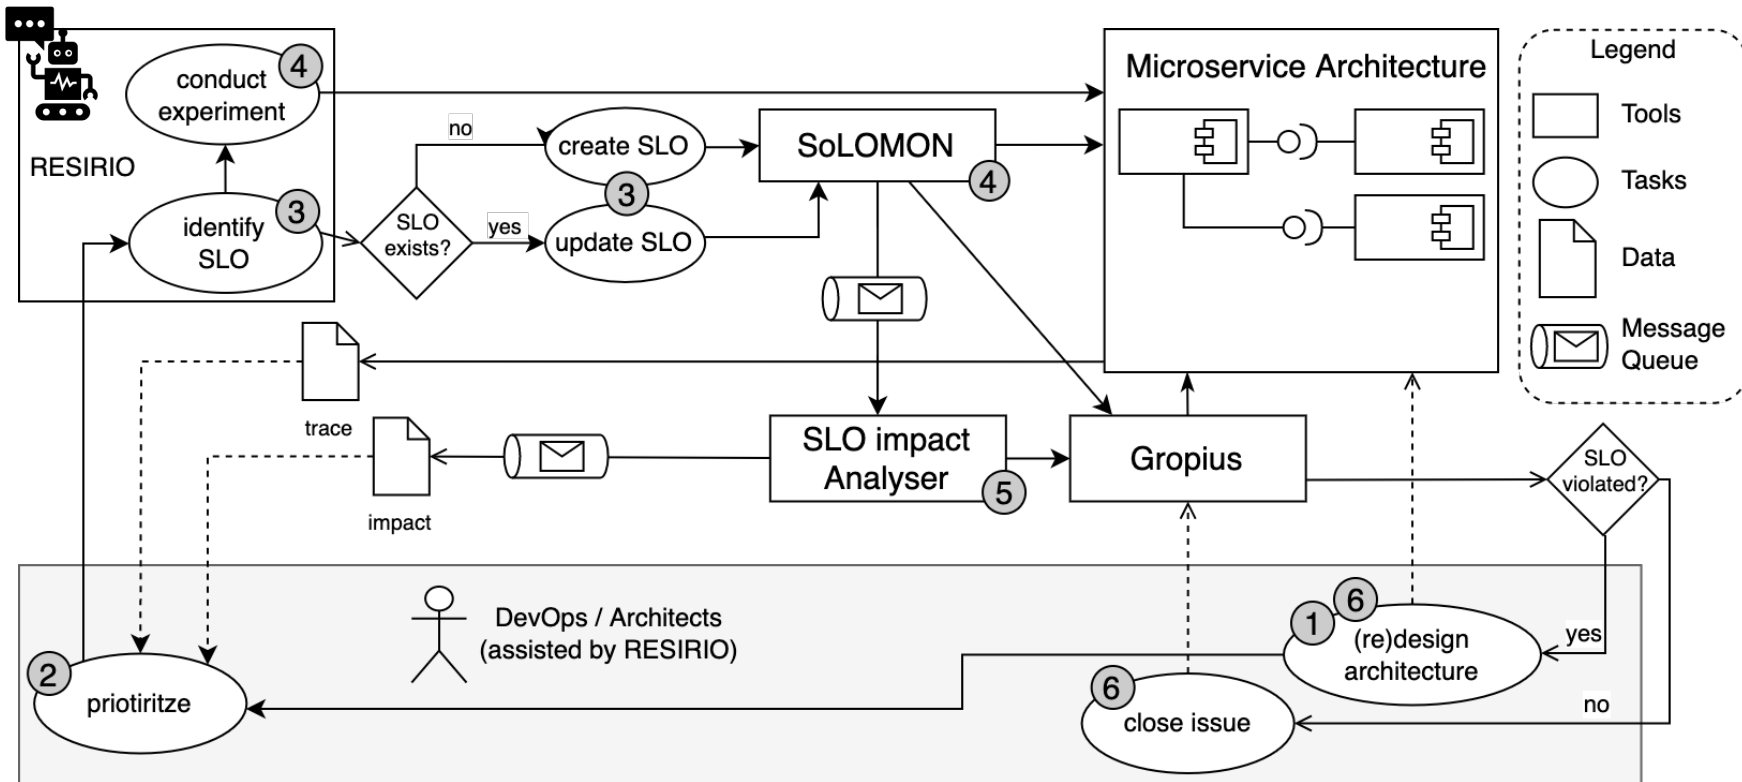 conduct
experiment
4
RESIRIO
identify
SLO
3
no
SLO
exists?
yes
create SLO
3
update SLO
SoLOMON
4
Microservice Architecture
Legend
Tools
Tasks
Data
Message
Queue
trace
impact
SLO impact
Analyser
5
Gropius
SLO
violated?
yes
no
DevOps / Architects
(assisted by RESIRIO)
2
priotiritze
1
6
(re)design
architecture
6
close issue